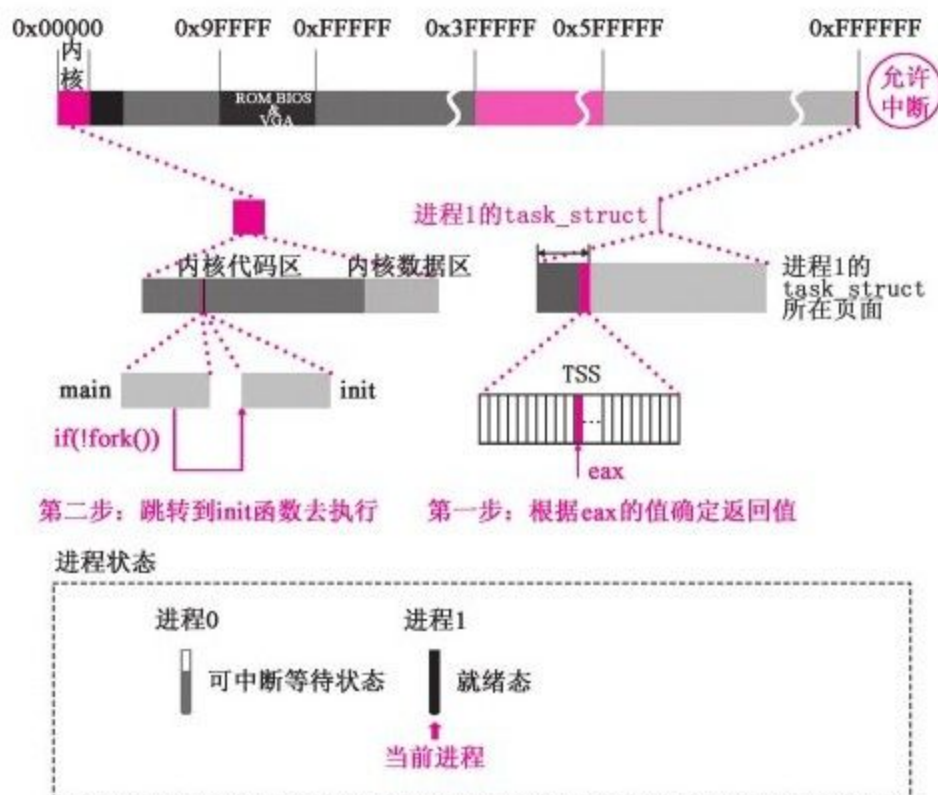 0x00000 0x9FFFF 0xFFFFF 0x3FFFFF 0x5FFFFF 0xFFFFFF
内
核
ROM BIOS
&
VGA
允许
中断
进程1的task_struct
内核代码区 内核数据区
进程1的
task_struct
所在页面
main
init
TSS
if(!fork())
eax
第二步：跳转到init函数去执行
第一步：根据eax的值确定返回值
进程状态
进程0
进程1
可中断等待状态
就绪态
当前进程